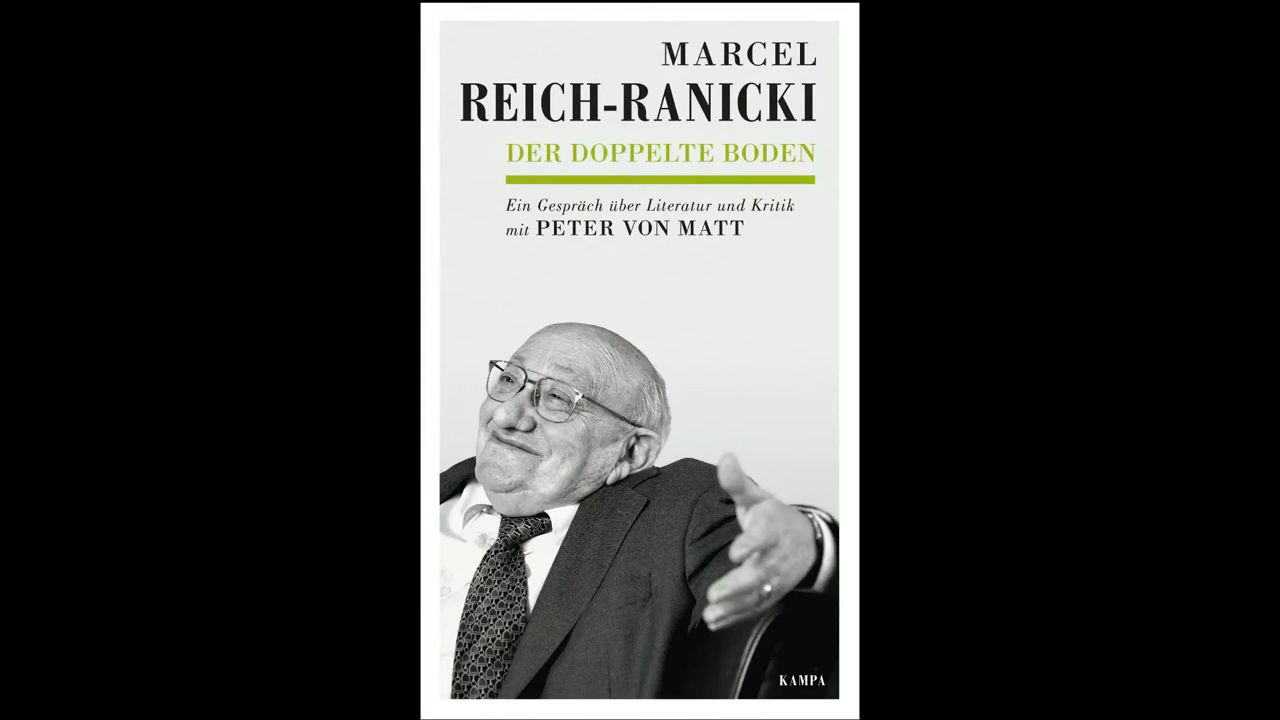 MARCEL
REICH-RANICKI
DER DOPPELTE BODEN
Ein Gespräch über Literatur und Kritik
mit PETER VON MATT
KAMPA